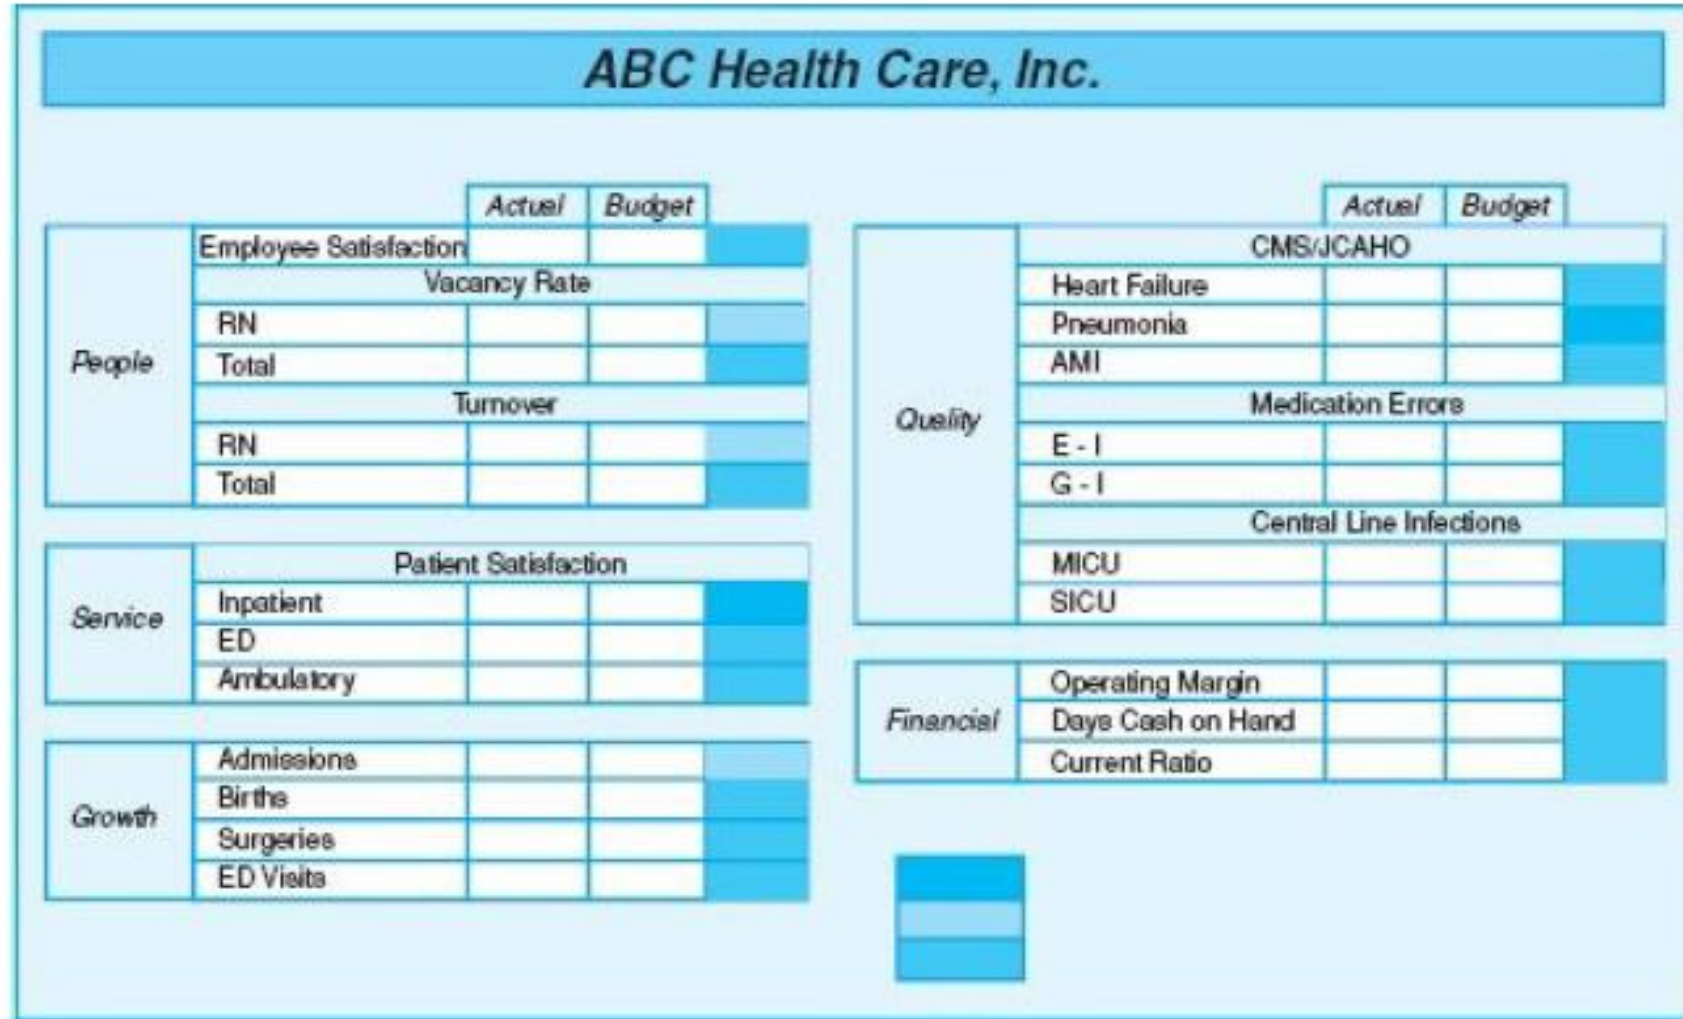 ABC Health Care, Inc.
Actual Budget
People
Employee Satisfaction
Vacancy Rate
RN
Total
Turnover
RN
Total
Service
Patient Satisfaction
Inpatient
ED
Ambulatory
Growth
Admissions
Births
Surgeries
ED Visits
Actual Budget
Quality
CMS/JCAHO
Heart Failure
Pneumonia
AMI
Medication Errors
E - I
G - I
Central Line Infections
MICU
SICU
Financial
Operating Margin
Days Cash on Hand
Current Ratio